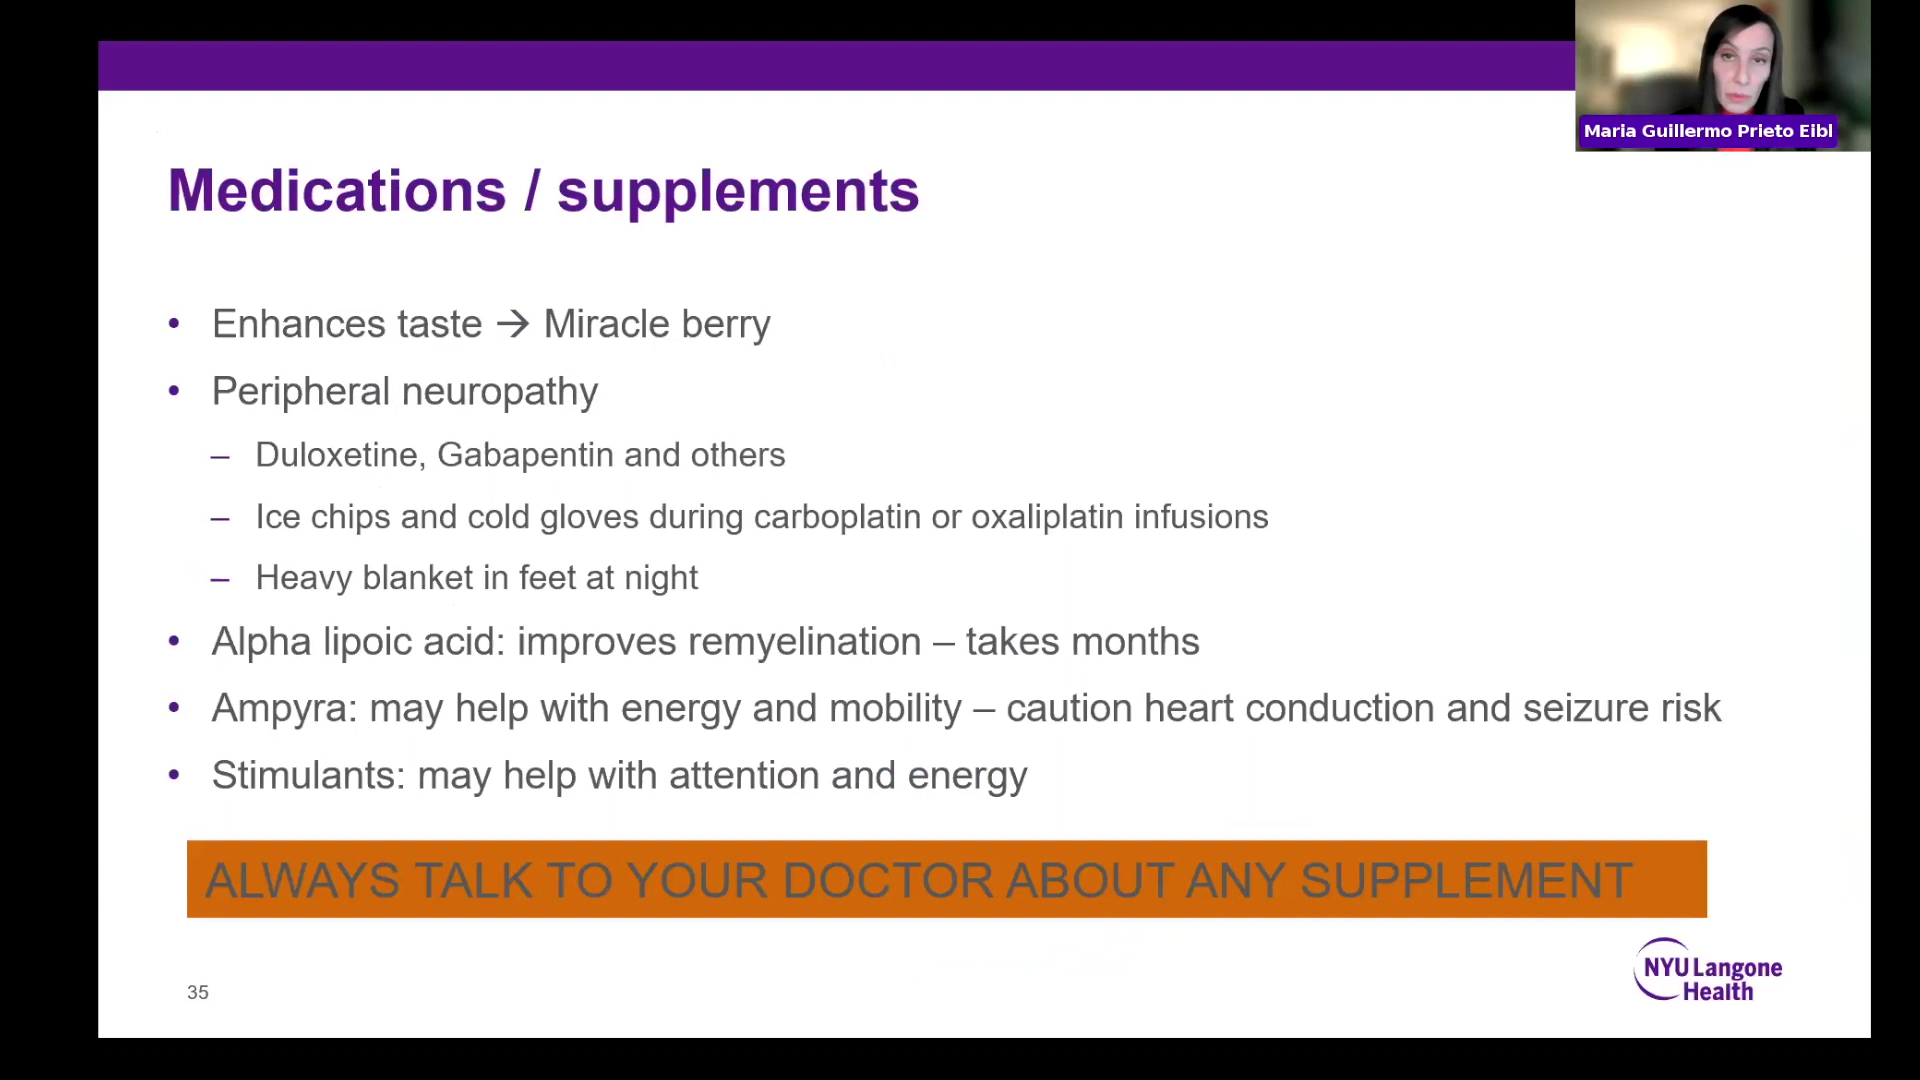 Maria Guillermo Prieto Eibl
Medications / supplements
• Enhances taste → Miracle berry
• Peripheral neuropathy
– Duloxetine, Gabapentin and others
– Ice chips and cold gloves during carboplatin or oxaliplatin infusions
– Heavy blanket in feet at night
• Alpha lipoic acid: improves remyelination – takes months
• Ampyra: may help with energy and mobility – caution heart conduction and seizure risk
• Stimulants: may help with attention and energy
ALWAYS TALK TO YOUR DOCTOR ABOUT ANY SUPPLEMENT
35
NYU Langone
Health